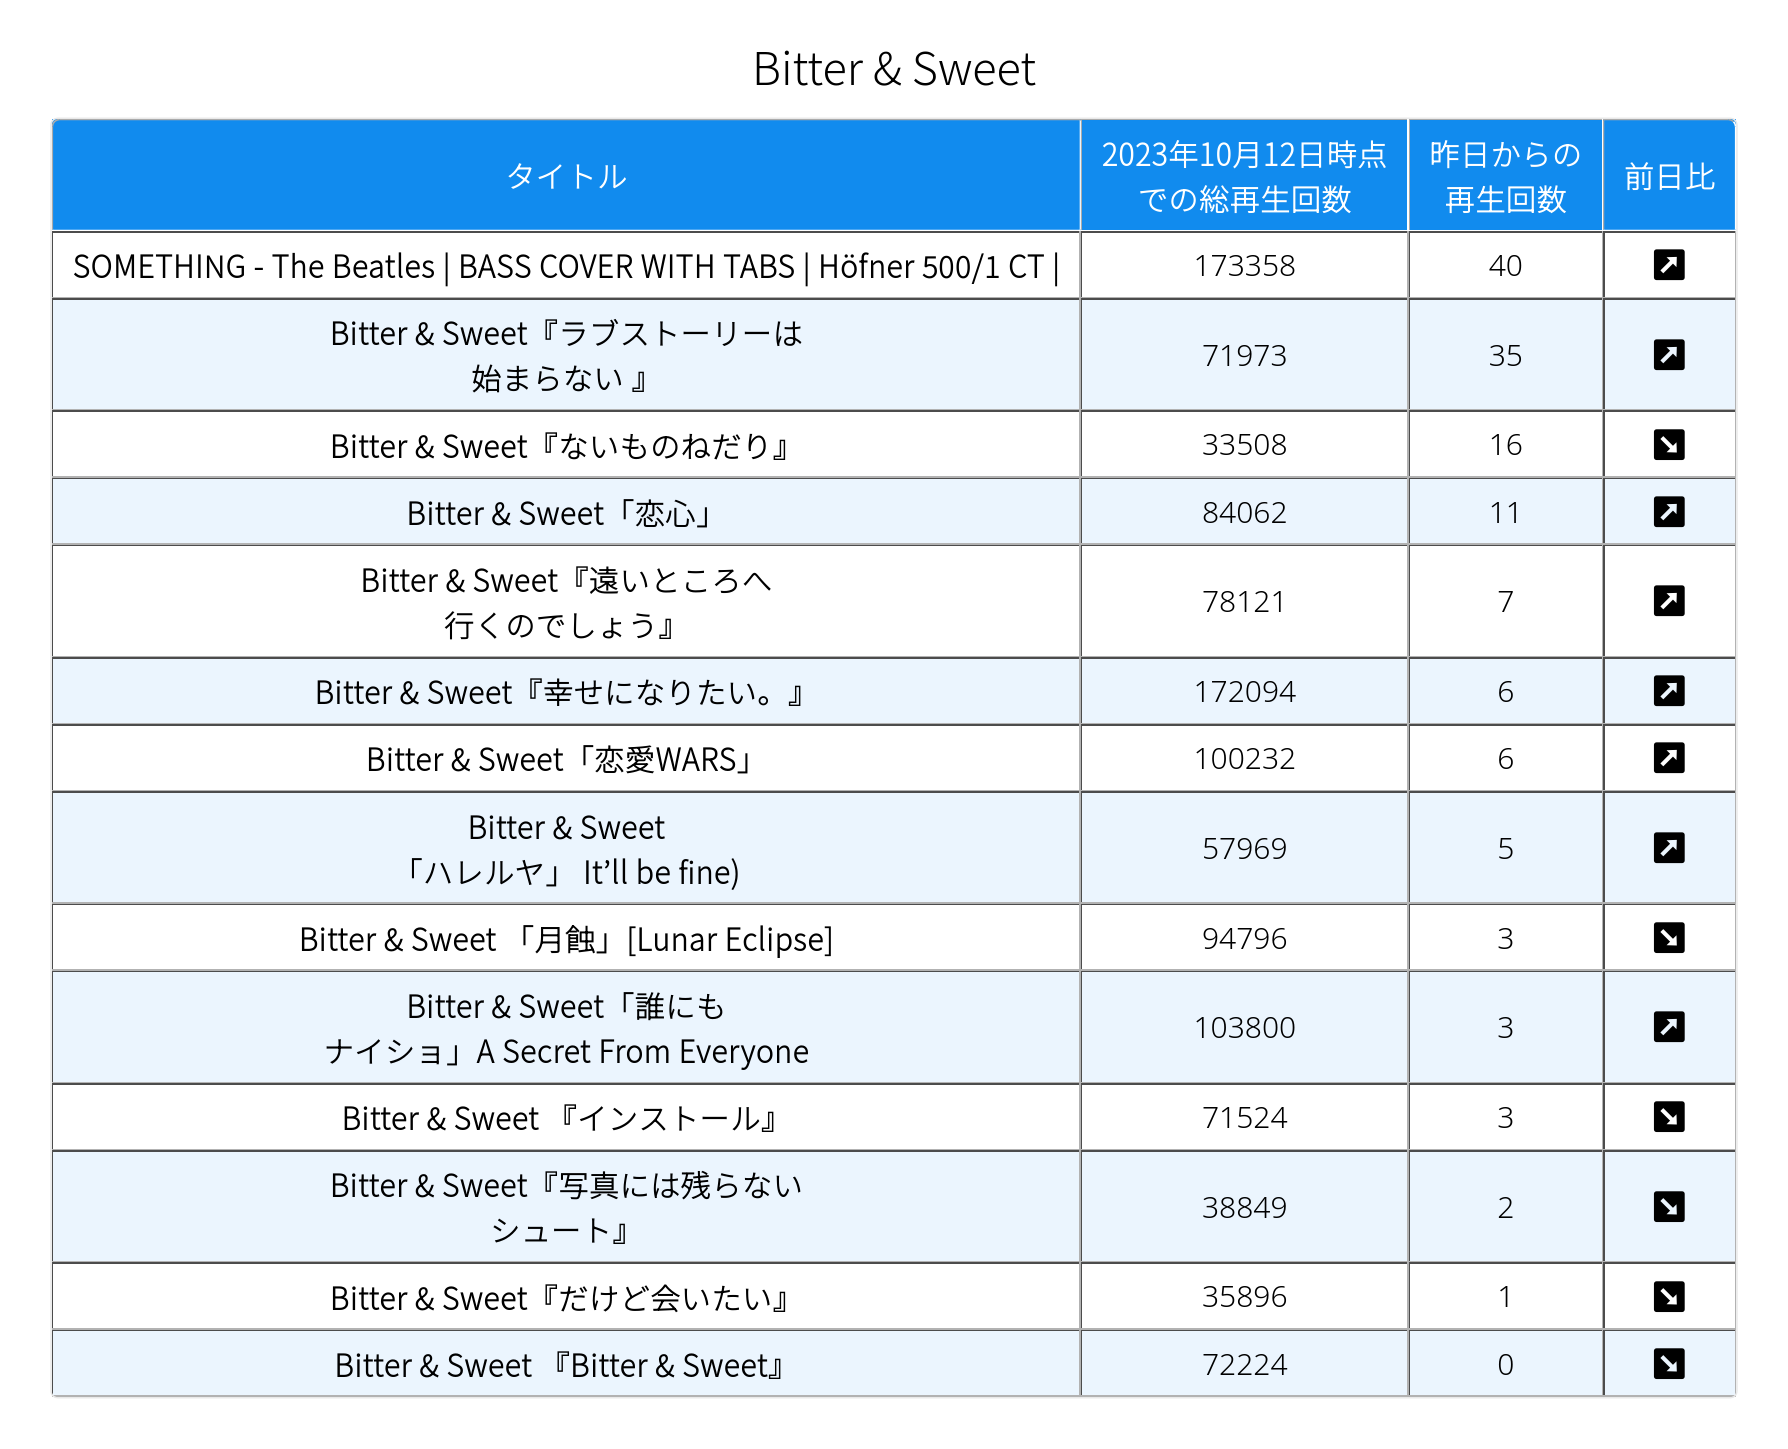 Bitter & Sweet
タイトル
2023年10月12日時点
での総再生回数
昨日からの
再生回数
前日比
SOMETHING - The Beatles | BASS COVER WITH TABS | Höfner 500/1 CT |
173358
40
Bitter & Sweet『ラブストーリーは
始まらない 』
71973
35
Bitter & Sweet『ないものねだり』
33508
16
Bitter & Sweet「恋心」
84062
11
Bitter & Sweet『遠いところへ
行くのでしょう』
78121
7
Bitter & Sweet『幸せになりたい。』
172094
6
Bitter & Sweet「恋愛WARS」
100232
6
Bitter & Sweet
「ハレルヤ」 It’ll be fine)
57969
5
Bitter & Sweet 「月蝕」[Lunar Eclipse]
94796
3
Bitter & Sweet「誰にも
ナイショ」A Secret From Everyone
103800
3
Bitter & Sweet 『インストール』
71524
3
Bitter & Sweet『写真には残らない
シュート』
38849
2
Bitter & Sweet『だけど会いたい』
35896
1
Bitter & Sweet 『Bitter & Sweet』
72224
0